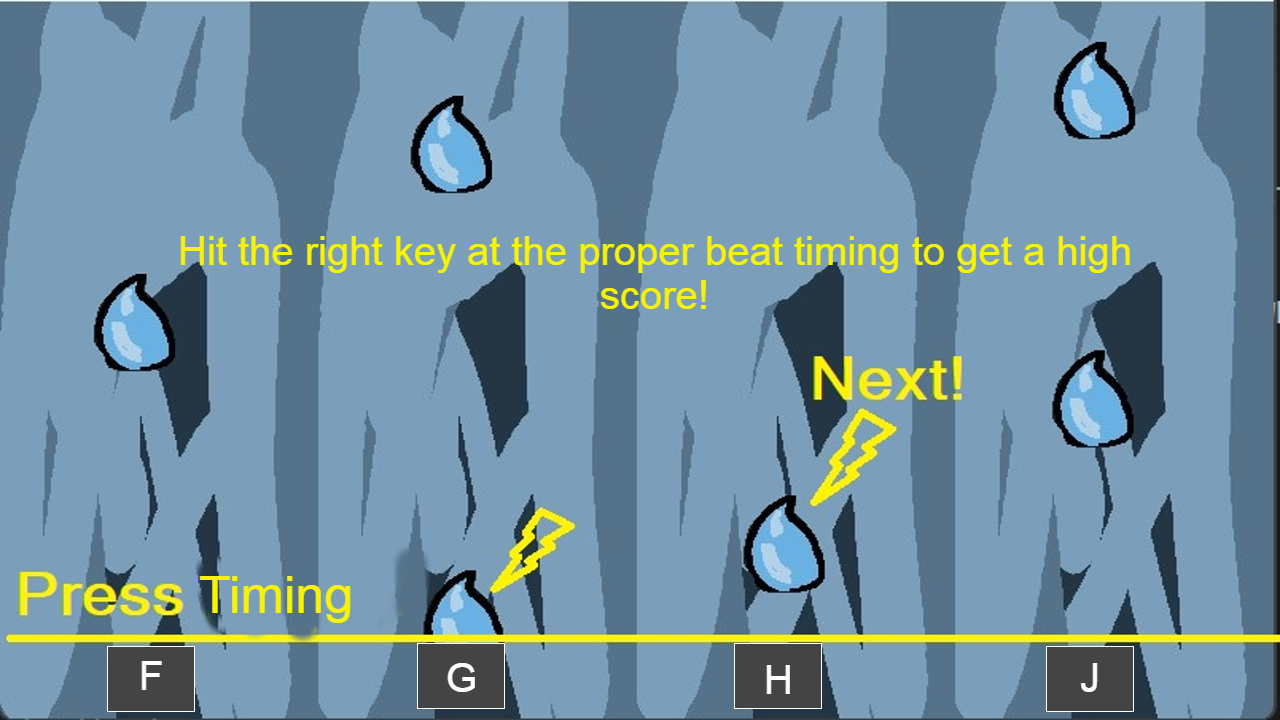 Hit the right key at the proper beat timing to get a high
score!
Next!
Press Timing
F
G
H
J